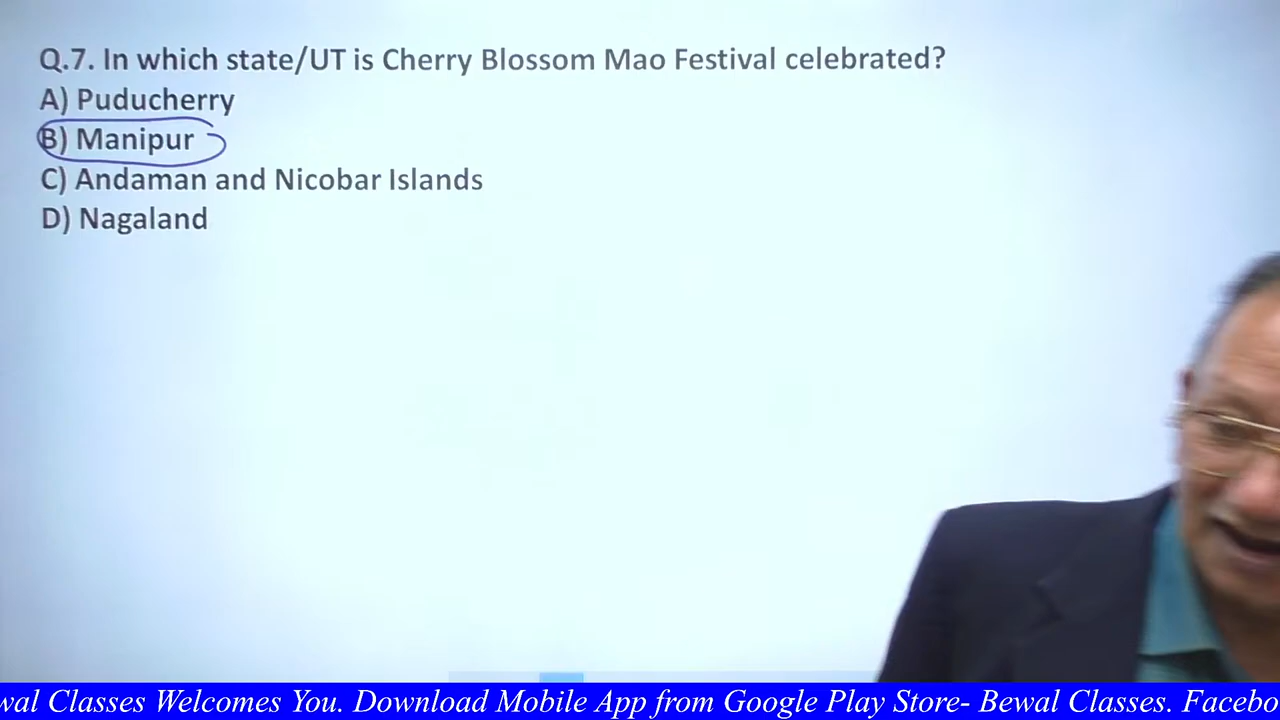 Q.7. In which state/UT is Cherry Blossom Mao Festival celebrated?
A) Puducherry
B) Manipur
C) Andaman and Nicobar Islands
D) Nagaland
wal Classes Welcomes You. Download Mobile App from Google Play Store- Bewal Classes. Facebo